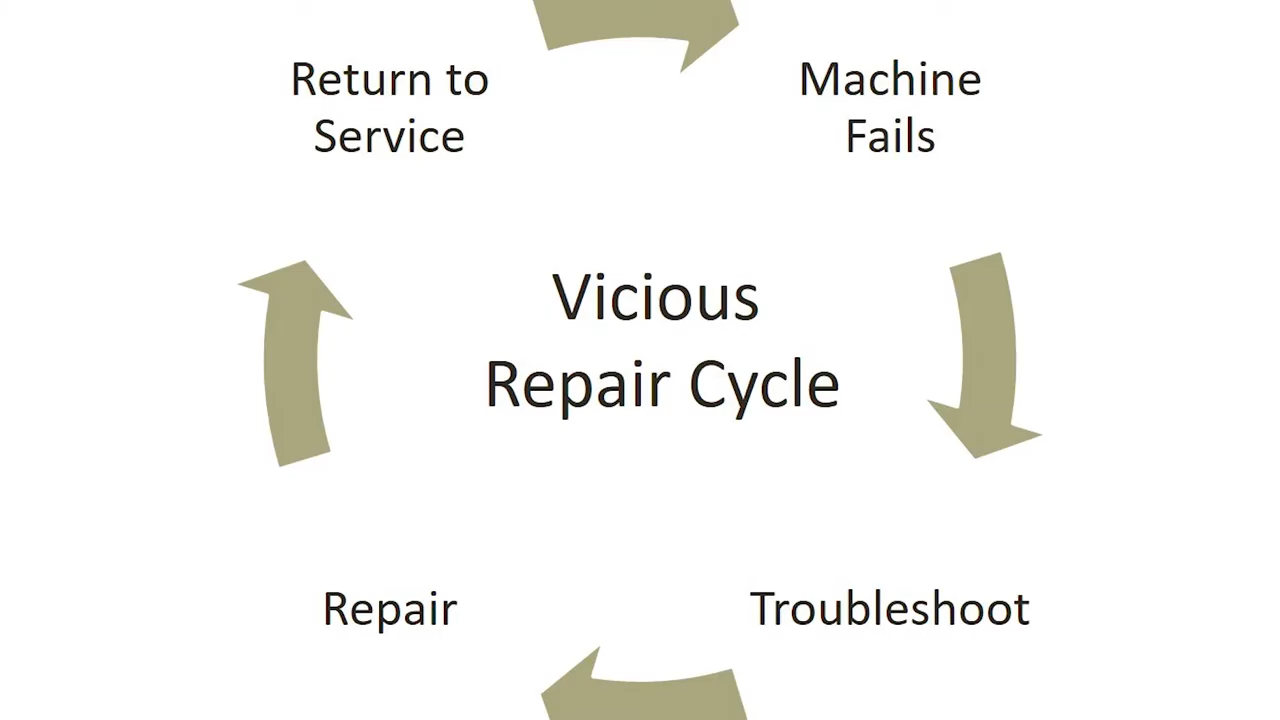 Return to
Service
Machine
Fails
Vicious
Repair Cycle
Repair
Troubleshoot